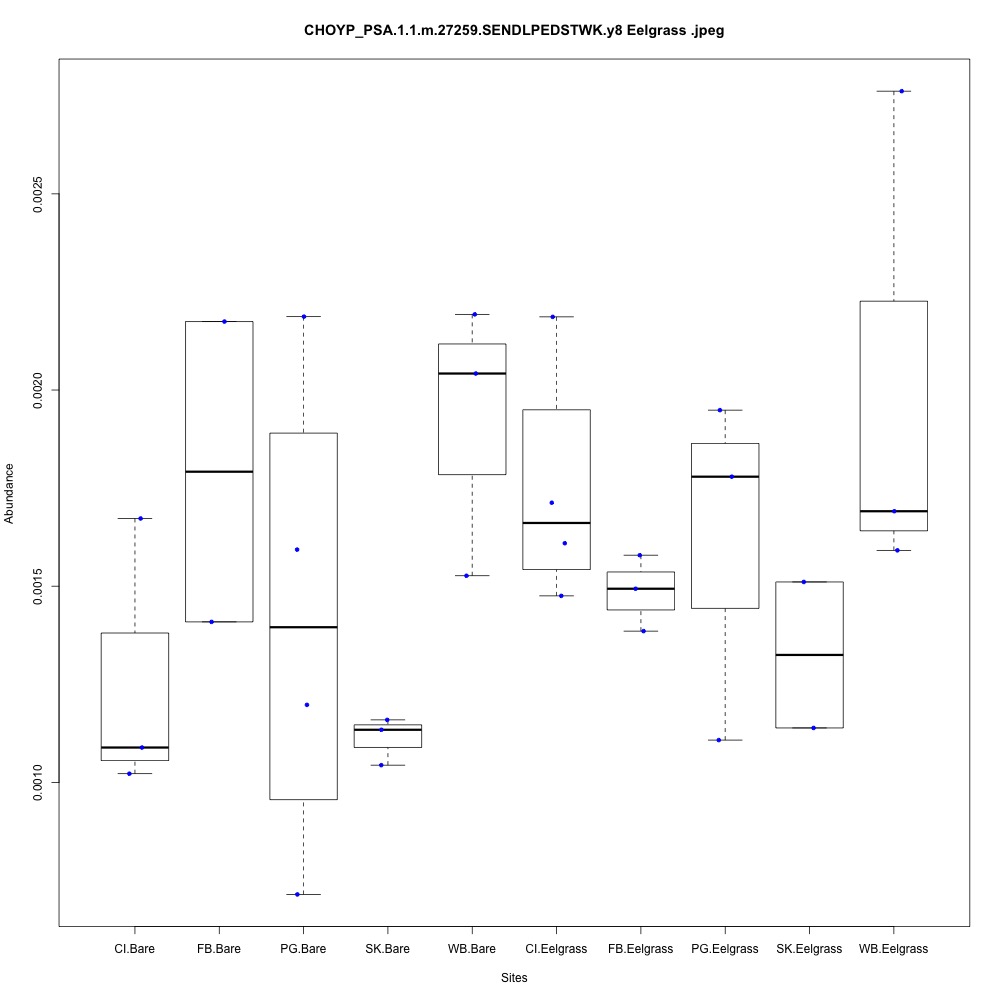 CHOYP_PSA.1.1.m.27259.SENDLPEDSTWK.y8 Eelgrass .jpeg
Abundance
0.0025
0.0020
0.0015
0.0010
CI.Bare FB.Bare PG.Bare SK.Bare WB.Bare CI.Eelgrass FB.Eelgrass PG.Eelgrass SK.Eelgrass WB.Eelgrass
Sites